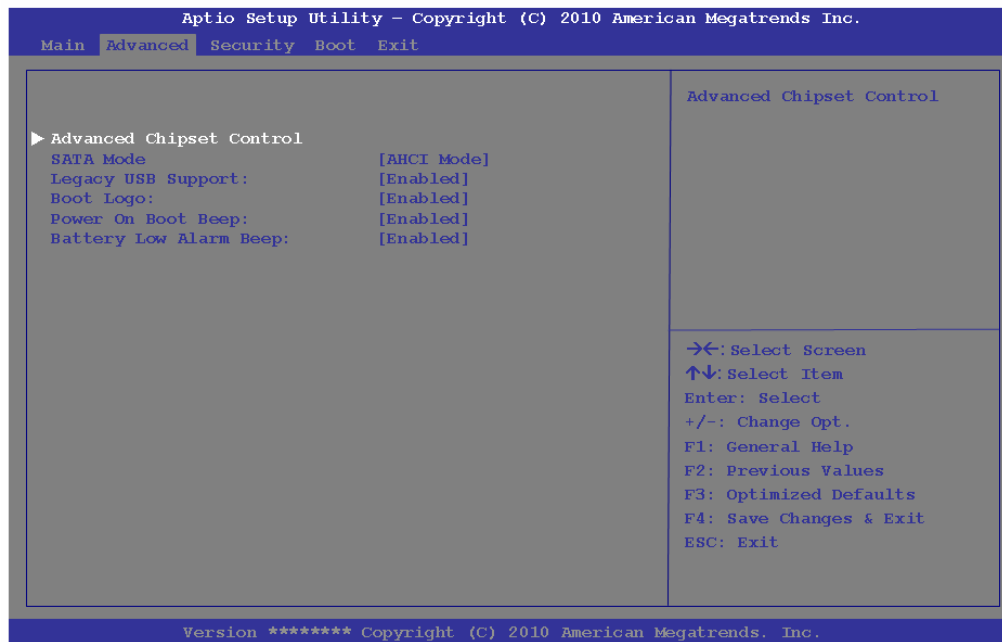 Aptio Setup Utility – Copyright (C) 2010 American Megatrends Inc.
Main Advanced Security Boot Exit
Advanced Chipset Control
SATA Mode [AHCI Mode]
Legacy USB Support: [Enabled]
Boot Logo: [Enabled]
Power On Boot Beep: [Enabled]
Battery Low Alarm Beep: [Enabled]
Advanced Chipset Control
→←: Select Screen
↑↓: Select Item
Enter: Select
+/-: Change Opt.
F1: General Help
F2: Previous Values
F3: Optimized Defaults
F4: Save Changes & Exit
ESC: Exit
Version ******** Copyright (C) 2010 American Megatrends. Inc.